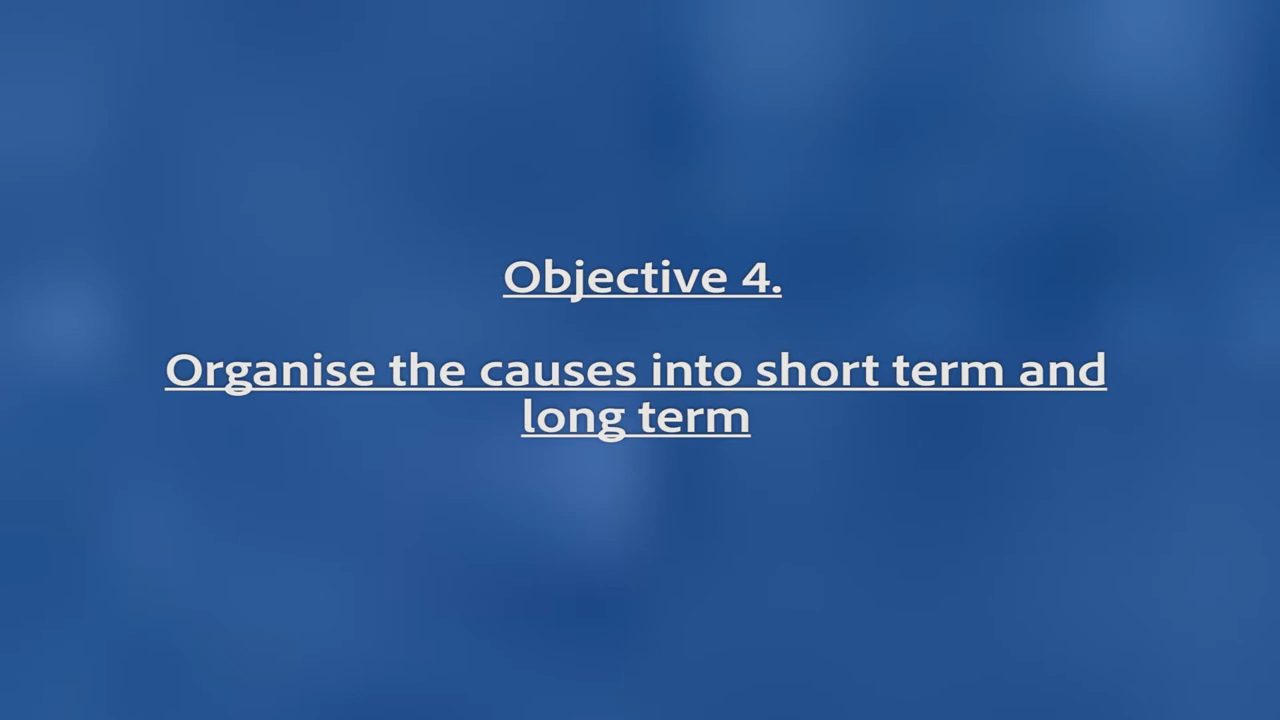 Objective 4.
Organise the causes into short term and
long term